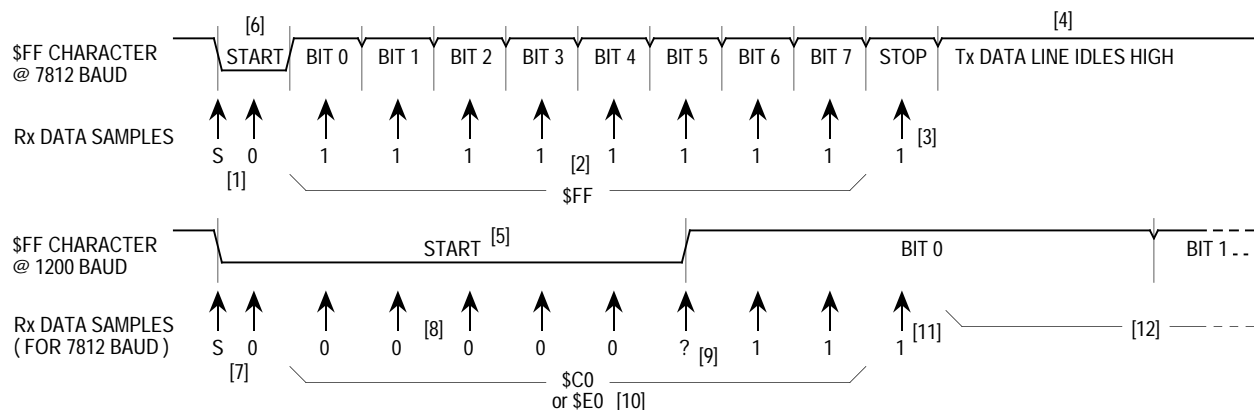 [6] [4]
$FF CHARACTER START BIT 0 BIT 1 BIT 2 BIT 3 BIT 4 BIT 5 BIT 6 BIT 7 STOP Tx DATA LINE IDLES HIGH
@ 7812 BAUD
Rx DATA SAMPLES [3]
S 0 1 1 1 1 [2] 1 1 1 1 1
[1]
$FF
$FF CHARACTER START [5] BIT 0 BIT 1
@ 1200 BAUD
Rx DATA SAMPLES [8] [11] [12]
( FOR 7812 BAUD ) S 0 0 0 0 0 0 ? [9] 1 1 1
[7]
$C0
or $E0 [10]